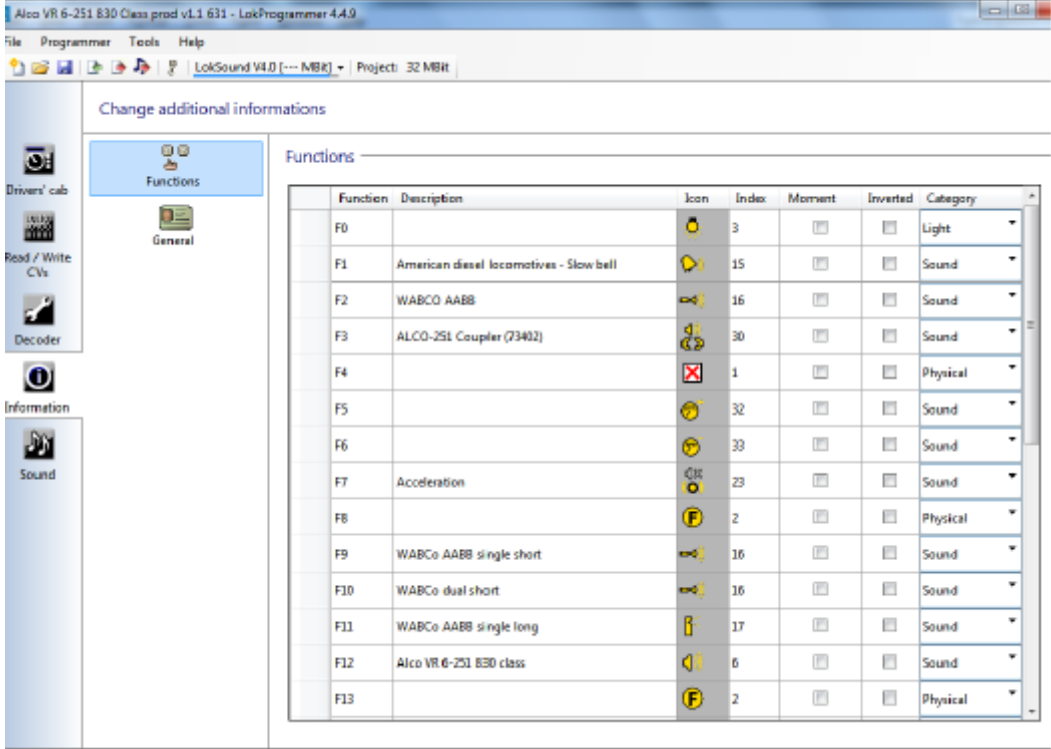 Alco VR 6-251 830 Class prod v1.1 631 - LokProgrammer 4.4.9
File Programmer Tools Help
LokSound V4.0 [--- MBit] Project: 32 MBit
Change additional informations
Drivers' cab
Read / Write
CVs
Decoder
Information
Sound
Functions
General
Functions
Function Description Icon Index Moment Inverted Category
F0 3 Light
F1 American diesel locomotives - Slow bell 15 Sound
F2 WABCO AABB 16 Sound
F3 ALCO-251 Coupler (73402) 30 Sound
F4 1 Physical
F5 32 Sound
F6 33 Sound
F7 Acceleration 23 Sound
F8 F 2 Physical
F9 WABCo AABB single short 16 Sound
F10 WABCo dual short 16 Sound
F11 WABCo AABB single long 17 Sound
F12 Alco VR 6-251 830 class 6 Sound
F13 F 2 Physical